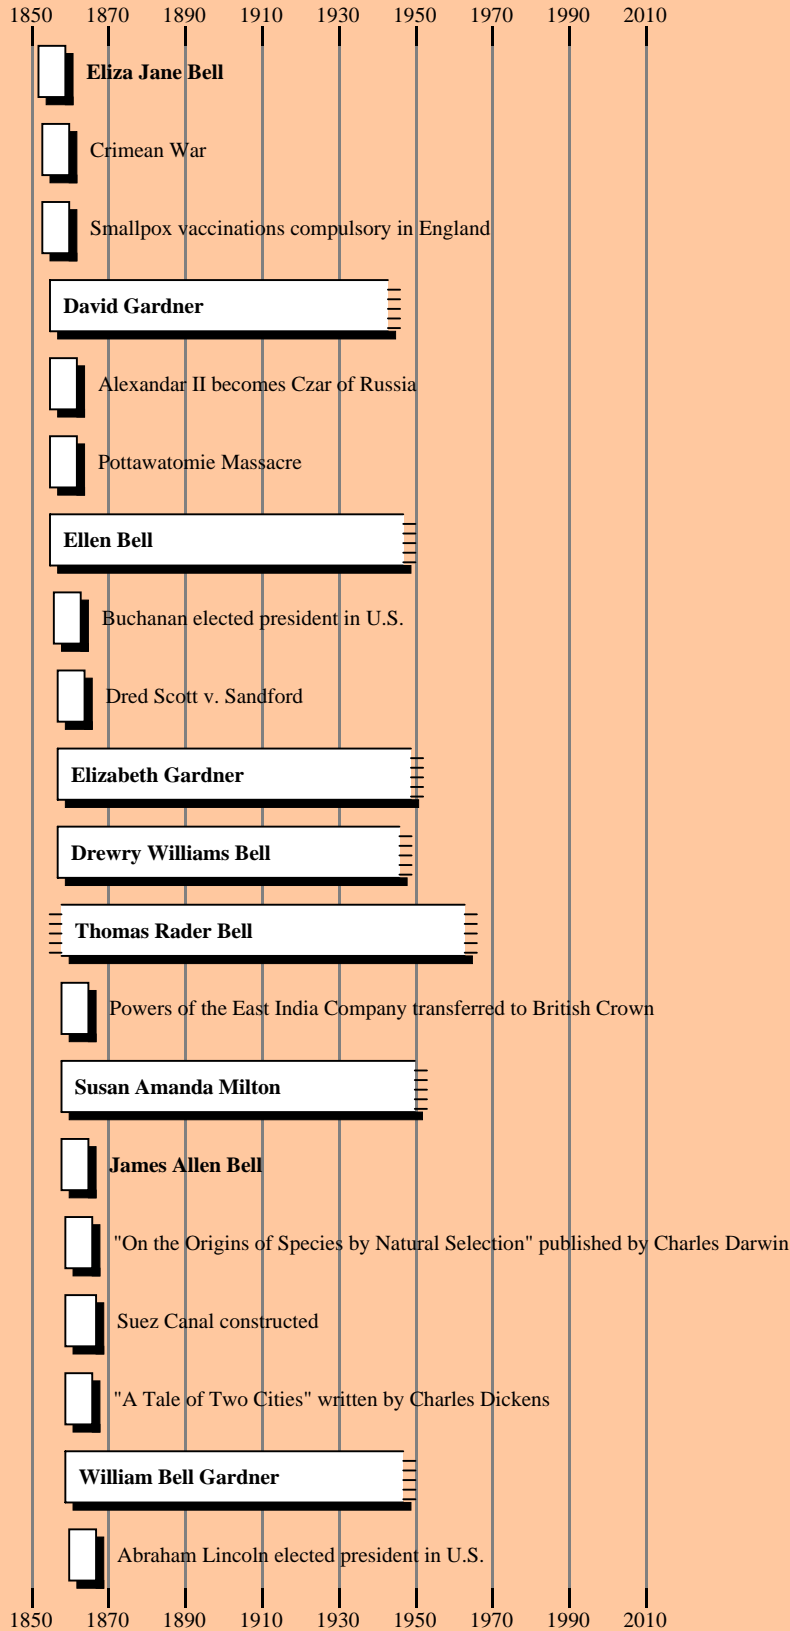 1850 1870 1890 1910 1930 1950 1970 1990 2010
Eliza Jane Bell
Crimean War
Smallpox vaccinations compulsory in England
David Gardner
Alexandar II becomes Czar of Russia
Pottawatomie Massacre
Ellen Bell
Buchanan elected president in U.S.
Dred Scott v. Sandford
Elizabeth Gardner
Drewry Williams Bell
Thomas Rader Bell
Powers of the East India Company transferred to British Crown
Susan Amanda Milton
James Allen Bell
"On the Origins of Species by Natural Selection" published by Charles Darwin
Suez Canal constructed
"A Tale of Two Cities" written by Charles Dickens
William Bell Gardner
Abraham Lincoln elected president in U.S.
1850 1870 1890 1910 1930 1950 1970 1990 2010